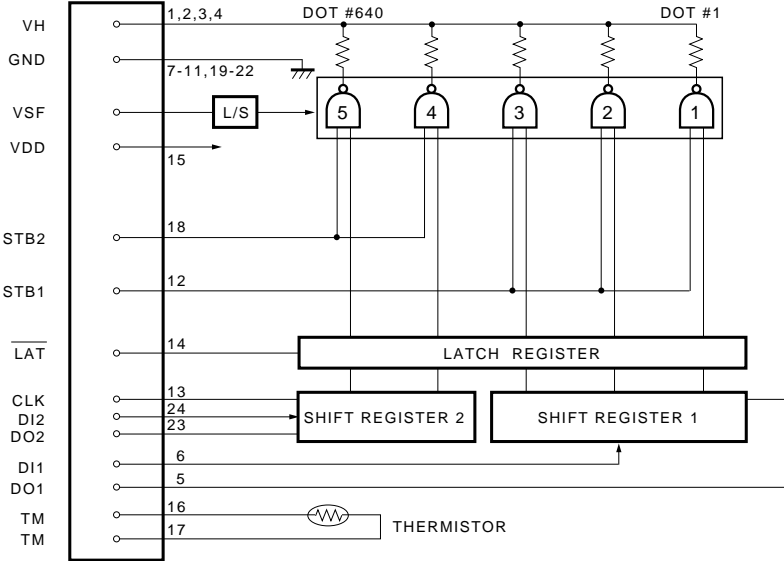 VH 1,2,3,4 DOT #640 DOT #1
GND 7-11,19-22
VSF L/S 5 4 3 2 1
VDD 15
STB2 18
STB1 12
LAT 14 LATCH REGISTER
CLK 13
DI2 24 SHIFT REGISTER 2 SHIFT REGISTER 1
DO2 23
DI1 6
DO1 5
TM 16
THERMISTOR
TM 17